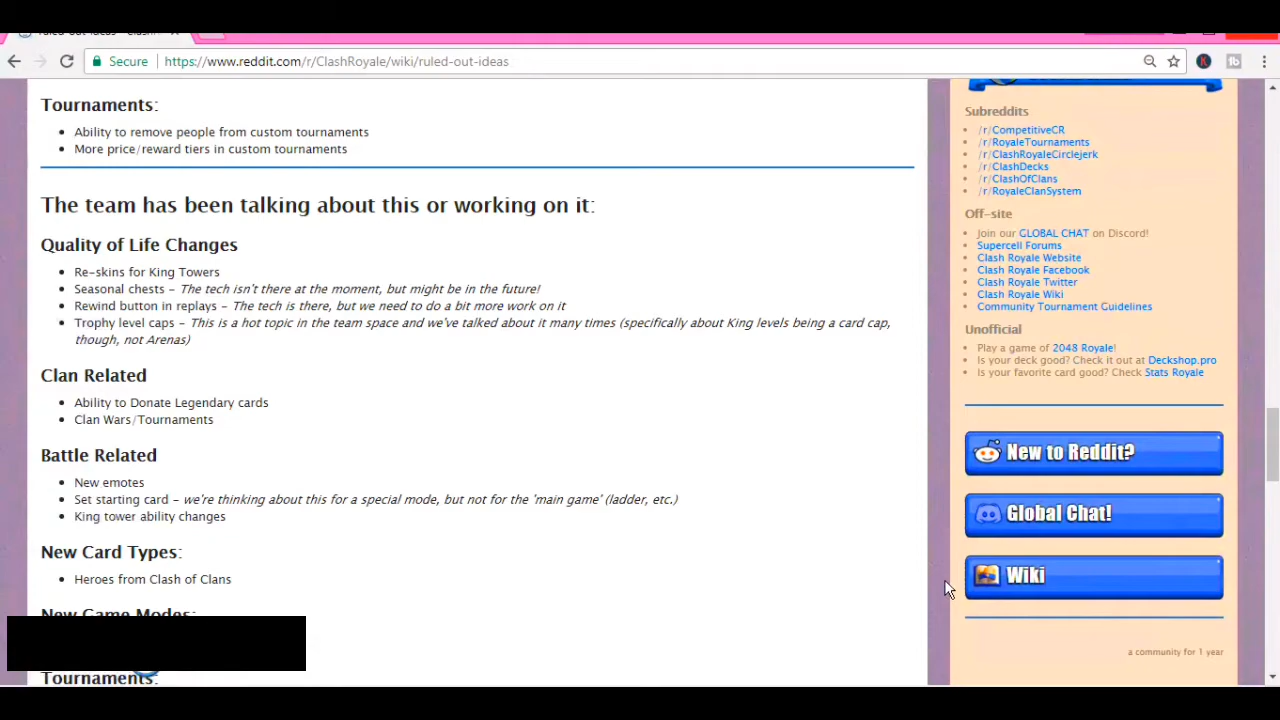 Secure
https://www.reddit.com/r/ClashRoyale/wiki/ruled-out-ideas
Tournaments:
Ability to remove people from custom tournaments
More price/reward tiers in custom tournaments
The team has been talking about this or working on it:
Quality of Life Changes
Re-skins for King Towers
Seasonal chests - The tech isn't there at the moment, but might be in the future!
Rewind button in replays - The tech is there, but we need to do a bit more work on it
Trophy level caps - This is a hot topic in the team space and we've talked about it many times (specifically about King levels being a card cap,
though, not Arenas)
Clan Related
Ability to Donate Legendary cards
Clan Wars/Tournaments
Battle Related
New emotes
Set starting card - we're thinking about this for a special mode, but not for the 'main game' (ladder, etc.)
King tower ability changes
New Card Types:
Heroes from Clash of Clans
New Game Modes:
Tournaments:
Subreddits
/r/CompetitiveCR
/r/RoyaleTournaments
/r/ClashRoyaleCirclejerk
/r/ClashDecks
/r/ClashOfClans
/r/RoyaleClanSystem
Off-site
Join our GLOBAL CHAT on Discord!
Supercell Forums
Clash Royale Website
Clash Royale Facebook
Clash Royale Twitter
Clash Royale Wiki
Community Tournament Guidelines
Unofficial
Play a game of 2048 Royale!
Is your deck good? Check it out at Deckshop.pro
Is your favorite card good? Check Stats Royale
New to Reddit?
Global Chat!
Wiki
a community for 1 year